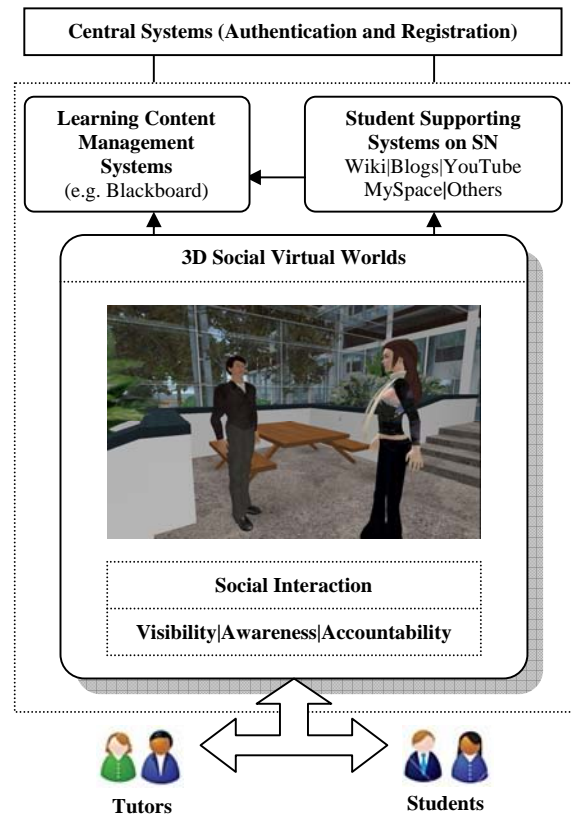 Central Systems (Authentication and Registration)
Learning Content
Management
Systems
(e.g. Blackboard)
Student Supporting
Systems on SN
Wiki|Blogs|YouTube
MySpace|Others
3D Social Virtual Worlds
Social Interaction
Visibility|Awareness|Accountability
Tutors
Students